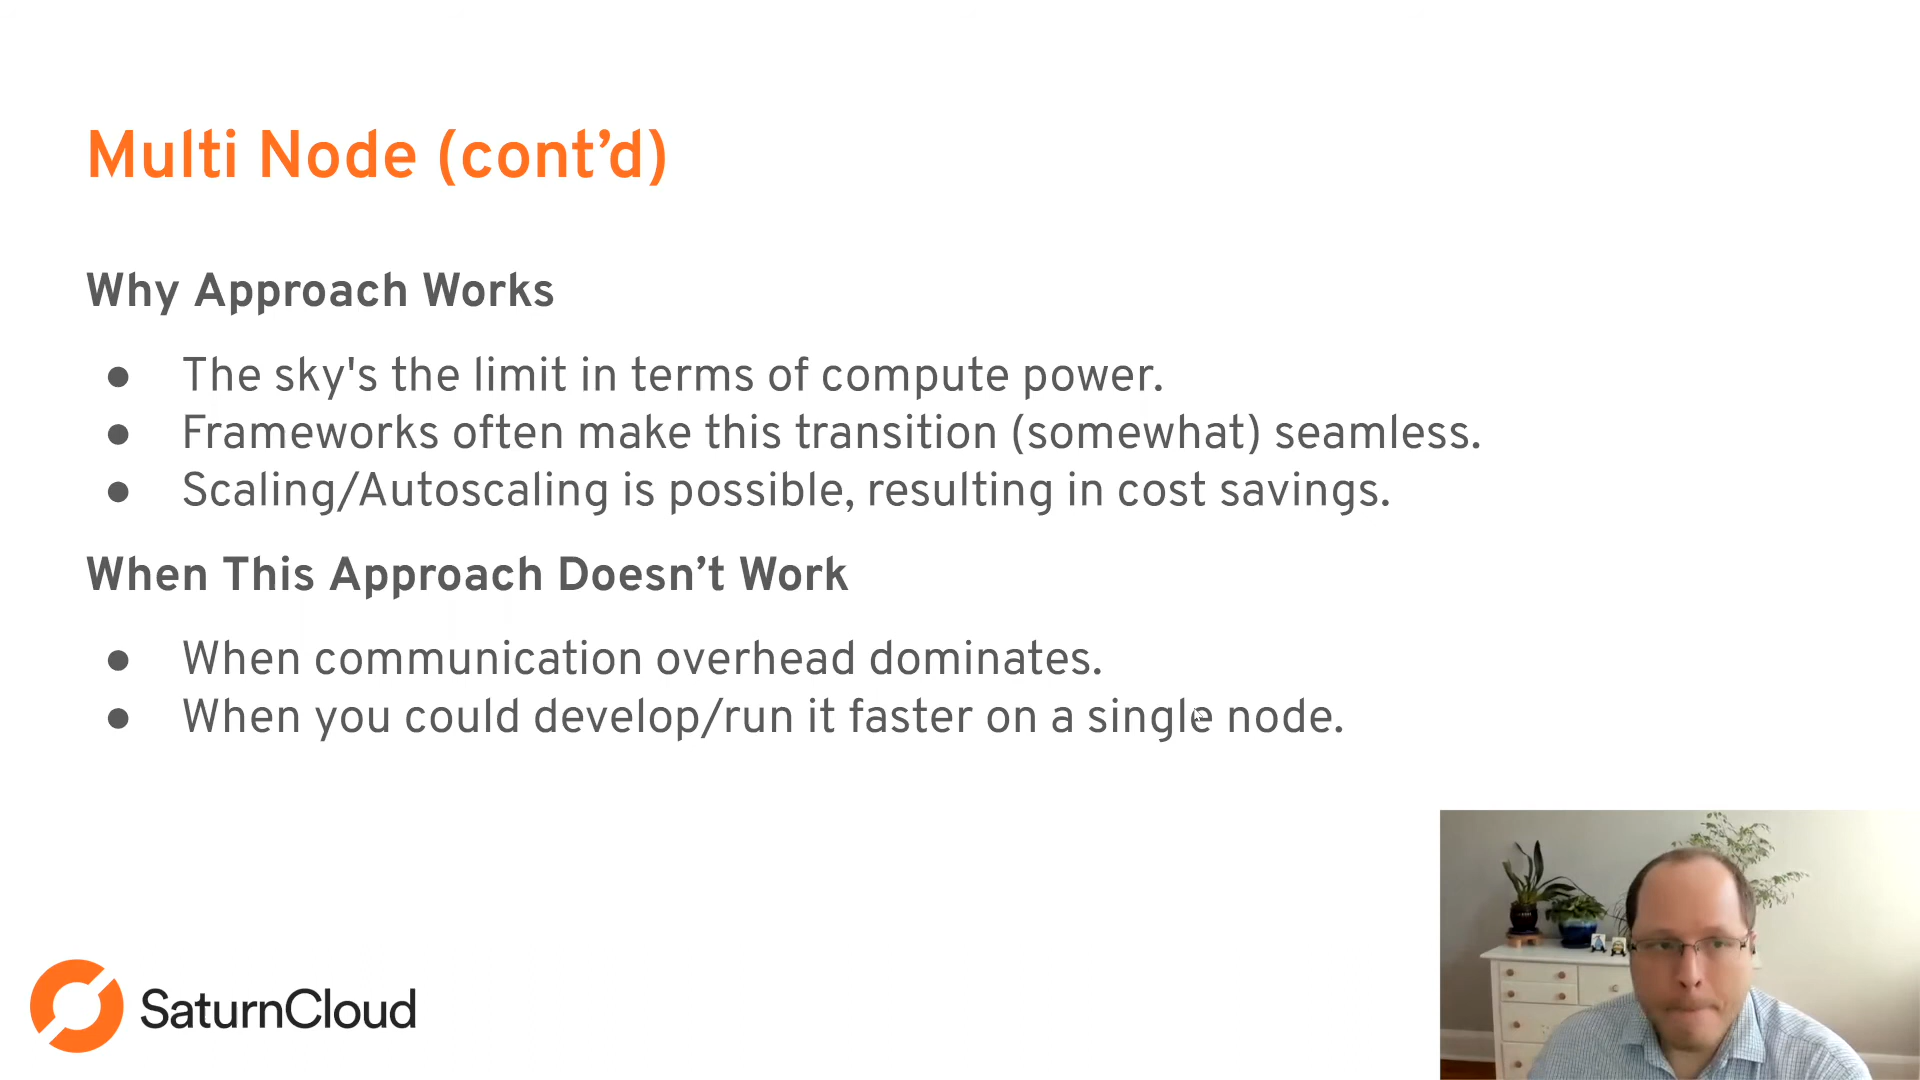 Multi Node (cont’d)
Why Approach Works
● The sky's the limit in terms of compute power.
● Frameworks often make this transition (somewhat) seamless.
● Scaling/Autoscaling is possible, resulting in cost savings.
When This Approach Doesn’t Work
● When communication overhead dominates.
● When you could develop/run it faster on a single node.
SaturnCloud